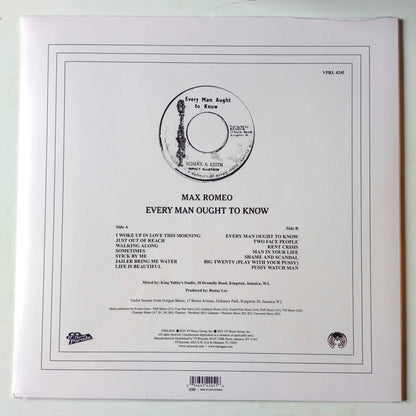 VPRL 4245
Every Man Aught
to Know
MAX ROMEO
EVERY MAN OUGHT TO KNOW
Side A
I WOKE UP IN LOVE THIS MORNING
JUST OUT OF REACH
WALKING ALONG
SOMETIMES
STICK BY ME
JAILER BRING ME WATER
LIFE IS BEAUTIFUL
Side B
EVERY MAN OUGHT TO KNOW
TWO FACE PEOPLE
RENT CRISIS
MAN IN YOUR LIFE
SHAME AND SCANDAL
BIG TWENTY (PLAY WITH YOUR PUSSY)
PUSSY WATCH MAN
Mixed by: King Tubby's Studio, 18 Dromilly Road, Kingston, Jamaica, W.I.
Produced by: Bunny Lee